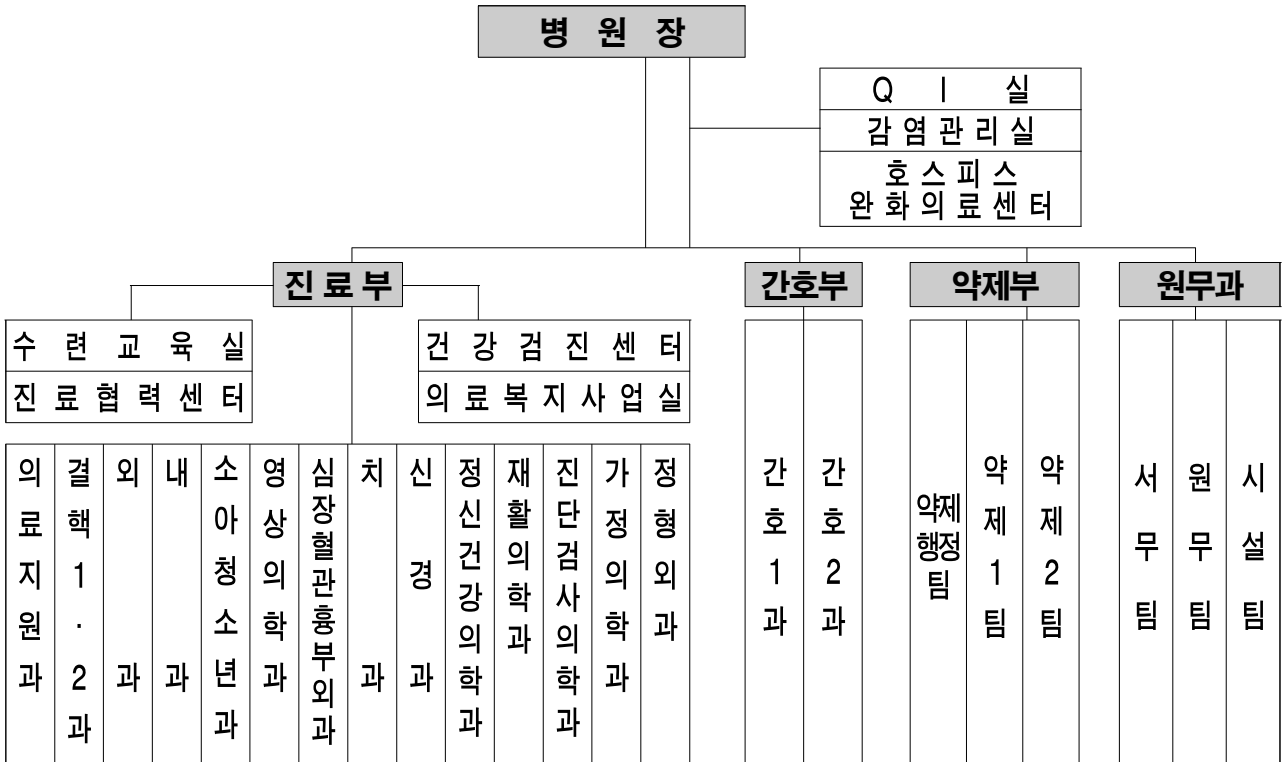 병 원 장
Q I 실
감염관리실
호스피스
완화의료센터
진료부
간호부
약제부
원무과
수련교육실
진료협력센터
건강검진센터
의료복지사업실
의료지원과
결핵1·2과
외과
내과
소아청소년과
영상의학과
심장혈관흉부외과
치과
신경과
정신건강의학과
재활의학과
진단검사의학과
가정의학과
정형외과
간호1과
간호2과
약제
행정
팀
약제1팀
약제2팀
서무팀
원무팀
시설팀